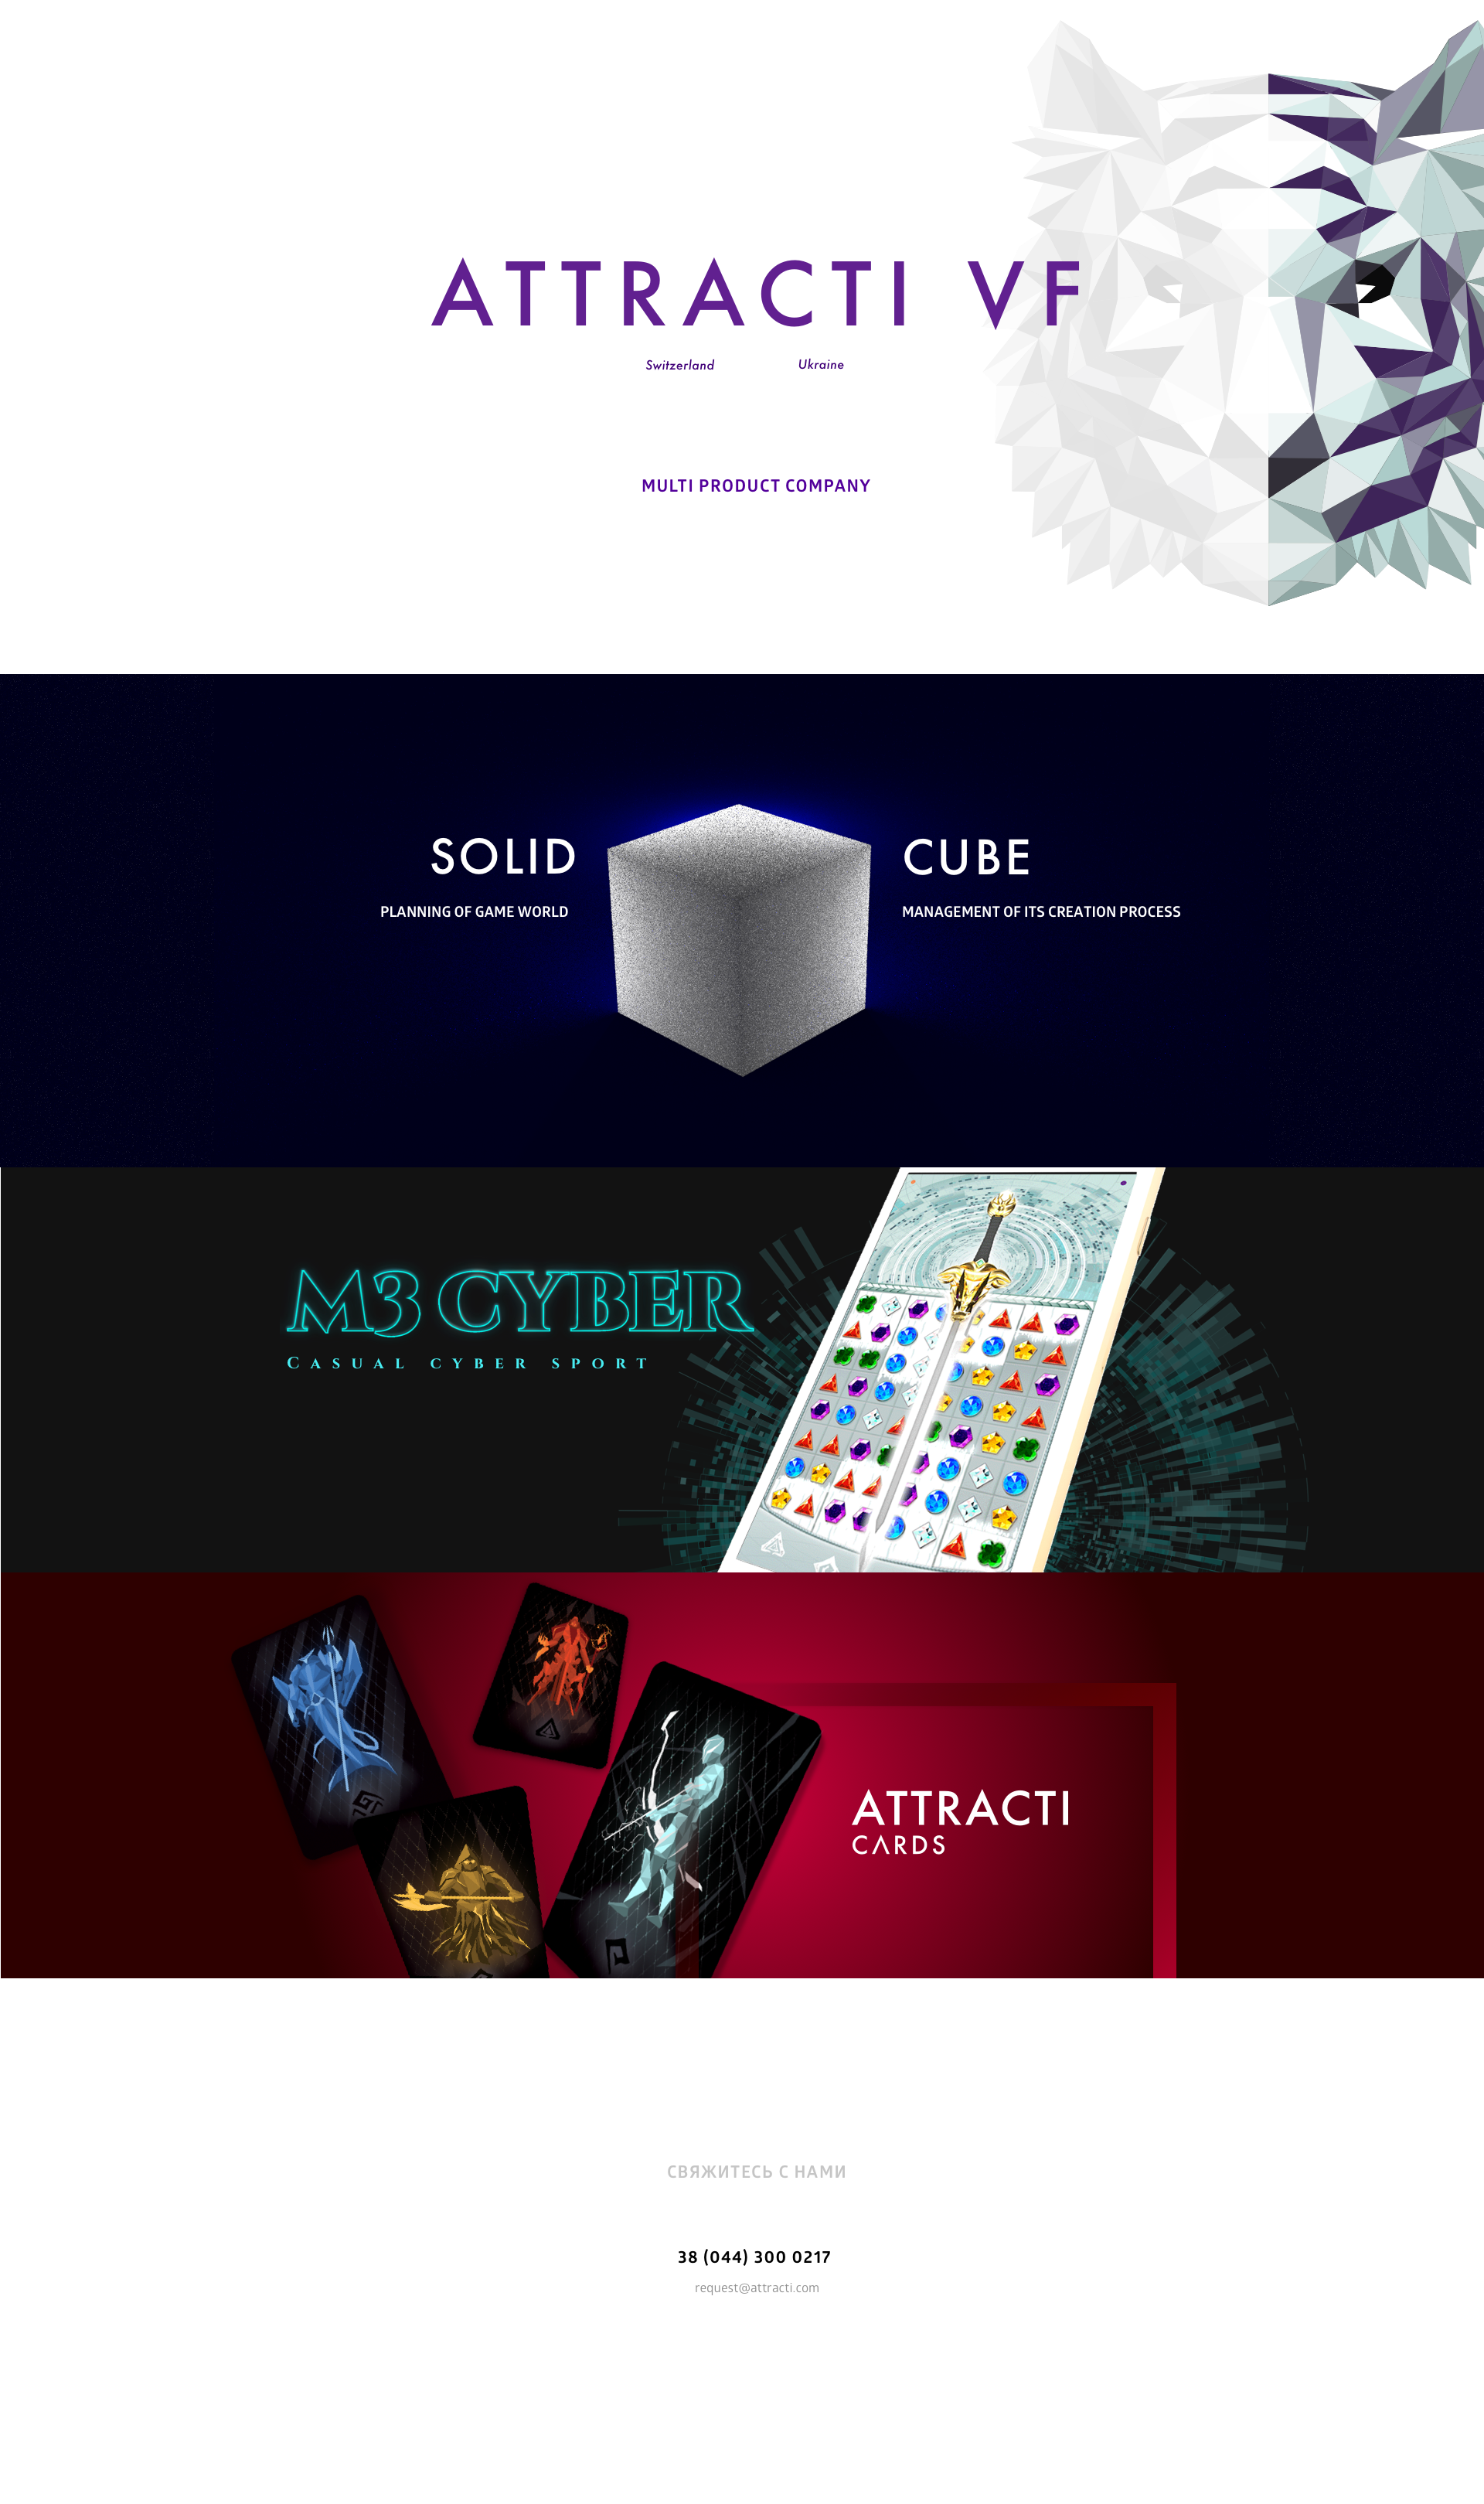 ATTRACTI VF
Switzerland Ukraine
MULTI PRODUCT COMPANY
SOLID CUBE
PLANNING OF GAME WORLD MANAGEMENT OF ITS CREATION PROCESS
M3 CYBER
CASUAL CYBER SPORT
ATTRACTI
CARDS
СВЯЖИТЕСЬ С НАМИ
38 (044) 300 0217
request@attracti.com